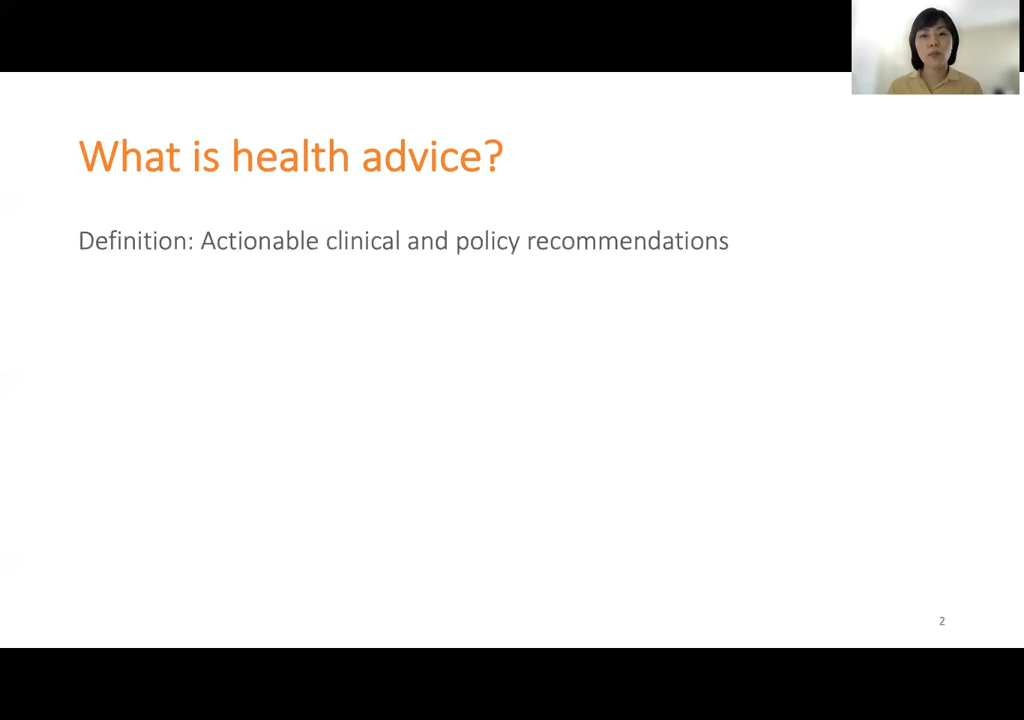 What is health advice?
Definition: Actionable clinical and policy recommendations
2